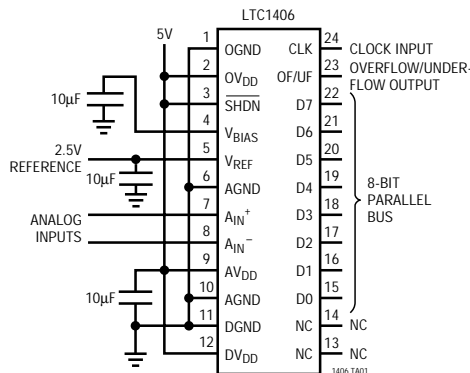 LTC1406
5V
1 OGND CLK 24 CLOCK INPUT
2 OVDD OF/UF 23 OVERFLOW/UNDER-
FLOW OUTPUT
3 SHDN D7 22
10µF
4 VBIAS D6 21
2.5V
REFERENCE
5 VREF D5 20
10µF
6 AGND D4 19
8-BIT
PARALLEL
BUS
ANALOG
INPUTS
7 AIN+ D3 18
8 AIN− D2 17
9 AVDD D1 16
10µF
10 AGND D0 15
11 DGND NC 14 NC
12 DVDD NC 13 NC
1406 TA01